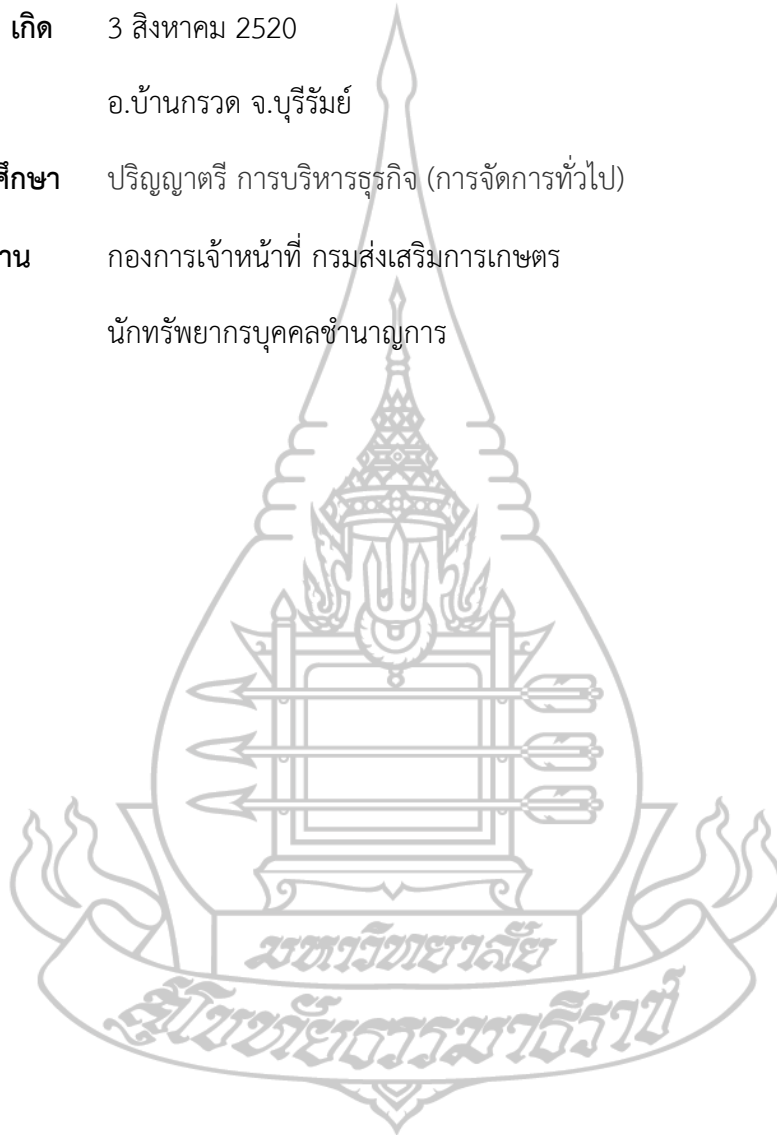 เกิด 3 สิงหาคม 2520
อ.บ้านกรวด จ.บุรีรัมย์
ศึกษา ปริญญาตรี การบริหารธุรกิจ (การจัดการทั่วไป)
าน กองการเจ้าหน้าที่ กรมส่งเสริมการเกษตร
นักทรัพยากรบุคคลชำนาญการ
มหาวิทยาลัย
สุโขทัยธรรมาธิราช